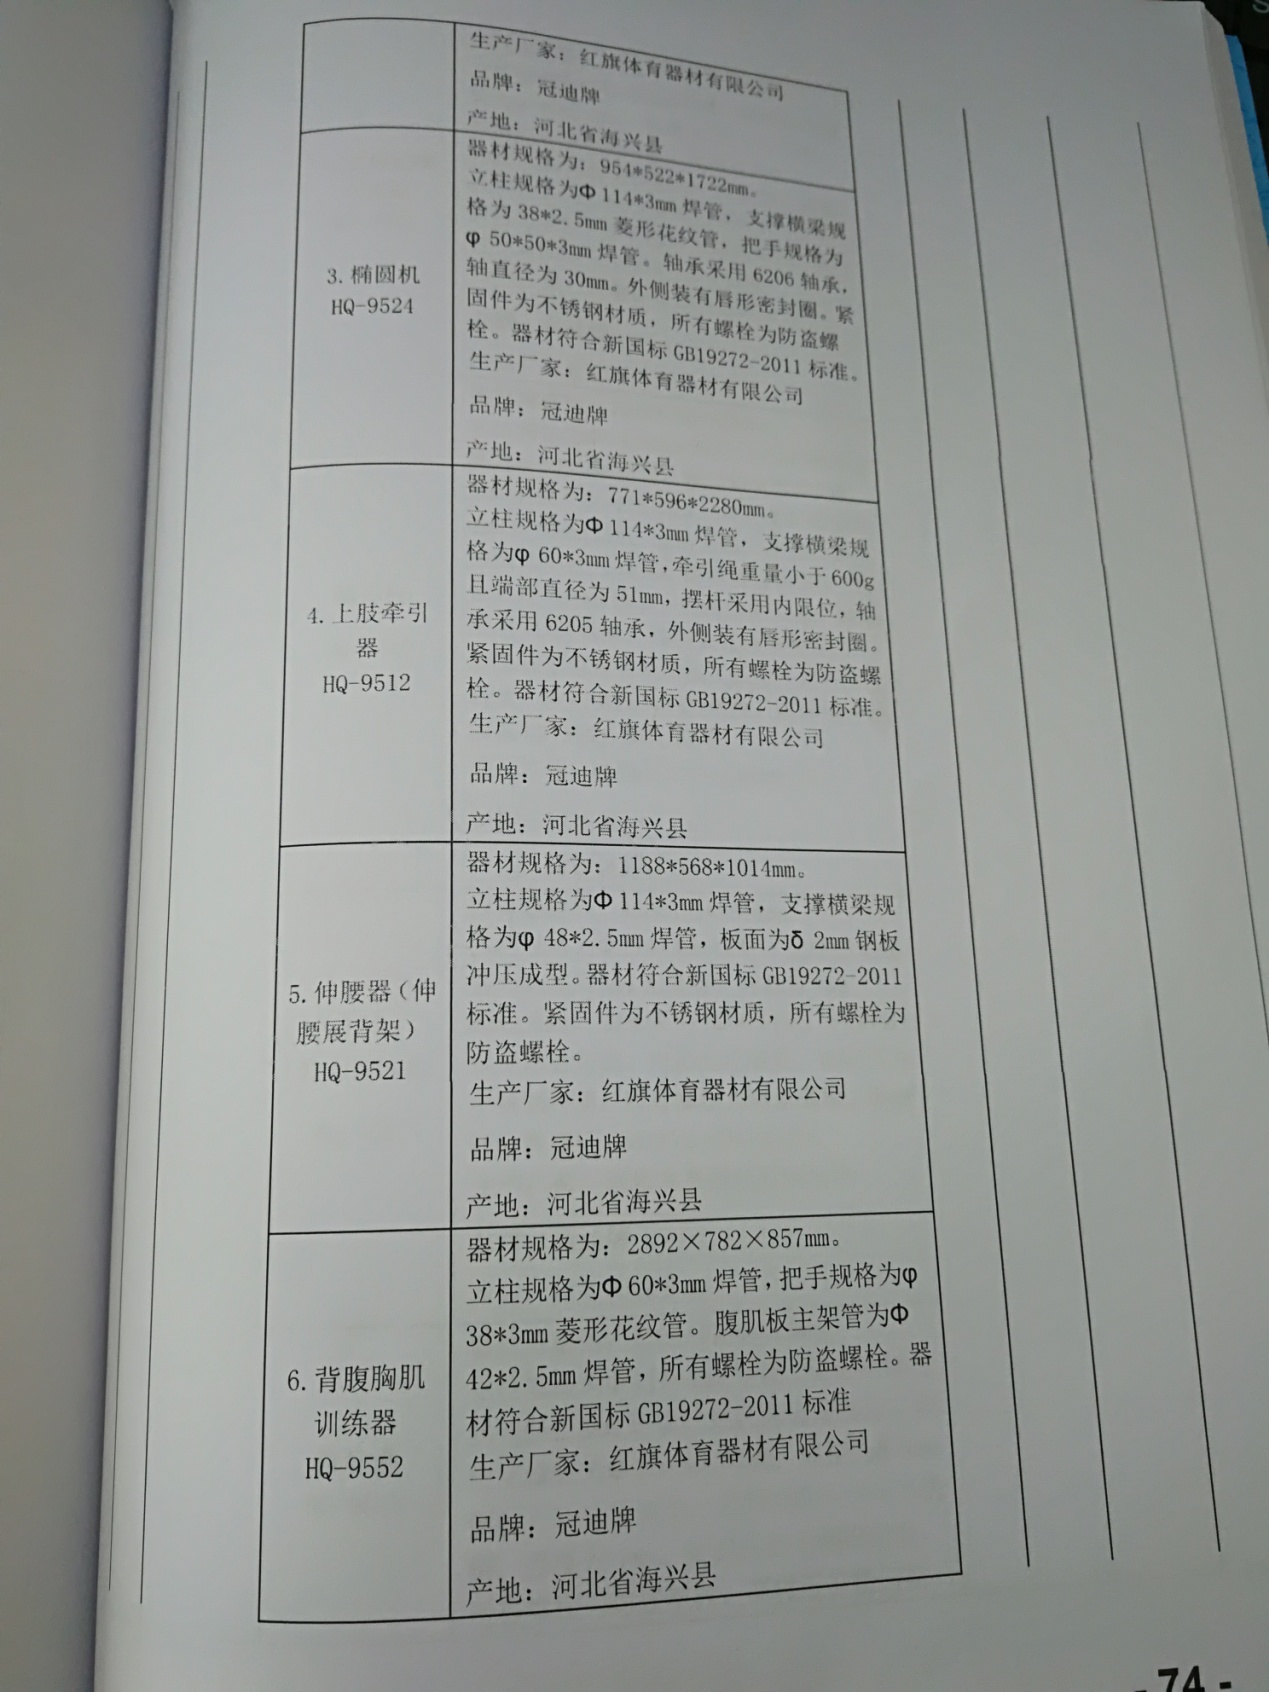 生产厂家：红旗体育器材有限公司
品牌：冠迪牌
产地：河北省海兴县
3.椭圆机
HQ-9524
器材规格为：954*522*1722mm。
立柱规格为Φ114*3mm焊管，支撑横梁规
格为38*2.5mm菱形花纹管，把手规格为
φ 50*50*3mm焊管。轴承采用6206轴承，
轴直径为30mm。外侧装有唇形密封圈。紧
固件为不锈钢材质，所有螺栓为防盗螺
栓。器材符合新国标GB19272-2011标准。
生产厂家：红旗体育器材有限公司
品牌：冠迪牌
产地：河北省海兴县
4.上肢牵引
器
HQ-9512
器材规格为：771*596*2280mm。
立柱规格为Φ114*3mm焊管，支撑横梁规
格为φ 60*3mm焊管，牵引绳重量小于600g
且端部直径为51mm，摆杆采用内限位，轴
承采用6205轴承，外侧装有唇形密封圈。
紧固件为不锈钢材质，所有螺栓为防盗螺
栓。器材符合新国标GB19272-2011标准。
生产厂家：红旗体育器材有限公司
品牌：冠迪牌
产地：河北省海兴县
5.伸腰器（伸
腰展背架）
HQ-9521
器材规格为：1188*568*1014mm。
立柱规格为Φ114*3mm焊管，支撑横梁规
格为φ 48*2.5mm焊管，板面为δ 2mm钢板
冲压成型。器材符合新国标GB19272-2011
标准。紧固件为不锈钢材质，所有螺栓为
防盗螺栓。
生产厂家：红旗体育器材有限公司
品牌：冠迪牌
产地：河北省海兴县
6.背腹胸肌
训练器
HQ-9552
器材规格为：2892×782×857mm。
立柱规格为Φ60*3mm焊管，把手规格为φ
38*3mm菱形花纹管。腹肌板主架管为Φ
42*2.5mm焊管，所有螺栓为防盗螺栓。器
材符合新国标GB19272-2011标准
生产厂家：红旗体育器材有限公司
品牌：冠迪牌
产地：河北省海兴县
- 74 -